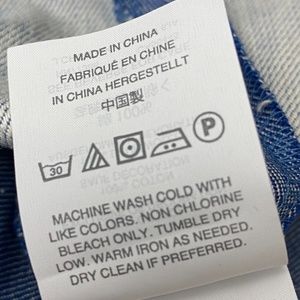 MADE IN CHINA
FABRIQUÉ EN CHINE
IN CHINA HERGESTELLT
中国製
30
P
MACHINE WASH COLD WITH
LIKE COLORS. NON CHLORINE
BLEACH ONLY. TUMBLE DRY
LOW. WARM IRON AS NEEDED.
DRY CLEAN IF PREFERRED.